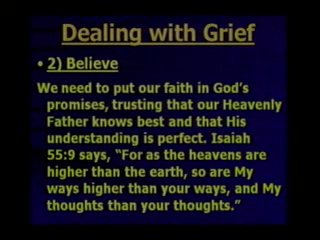 Dealing with Grief
• 2) Believe
We need to put our faith in God's
promises, trusting that our Heavenly
Father knows best and that His
understanding is perfect. Isaiah
55:9 says, “For as the heavens are
higher than the earth, so are My
ways higher than your ways, and My
thoughts than your thoughts.”